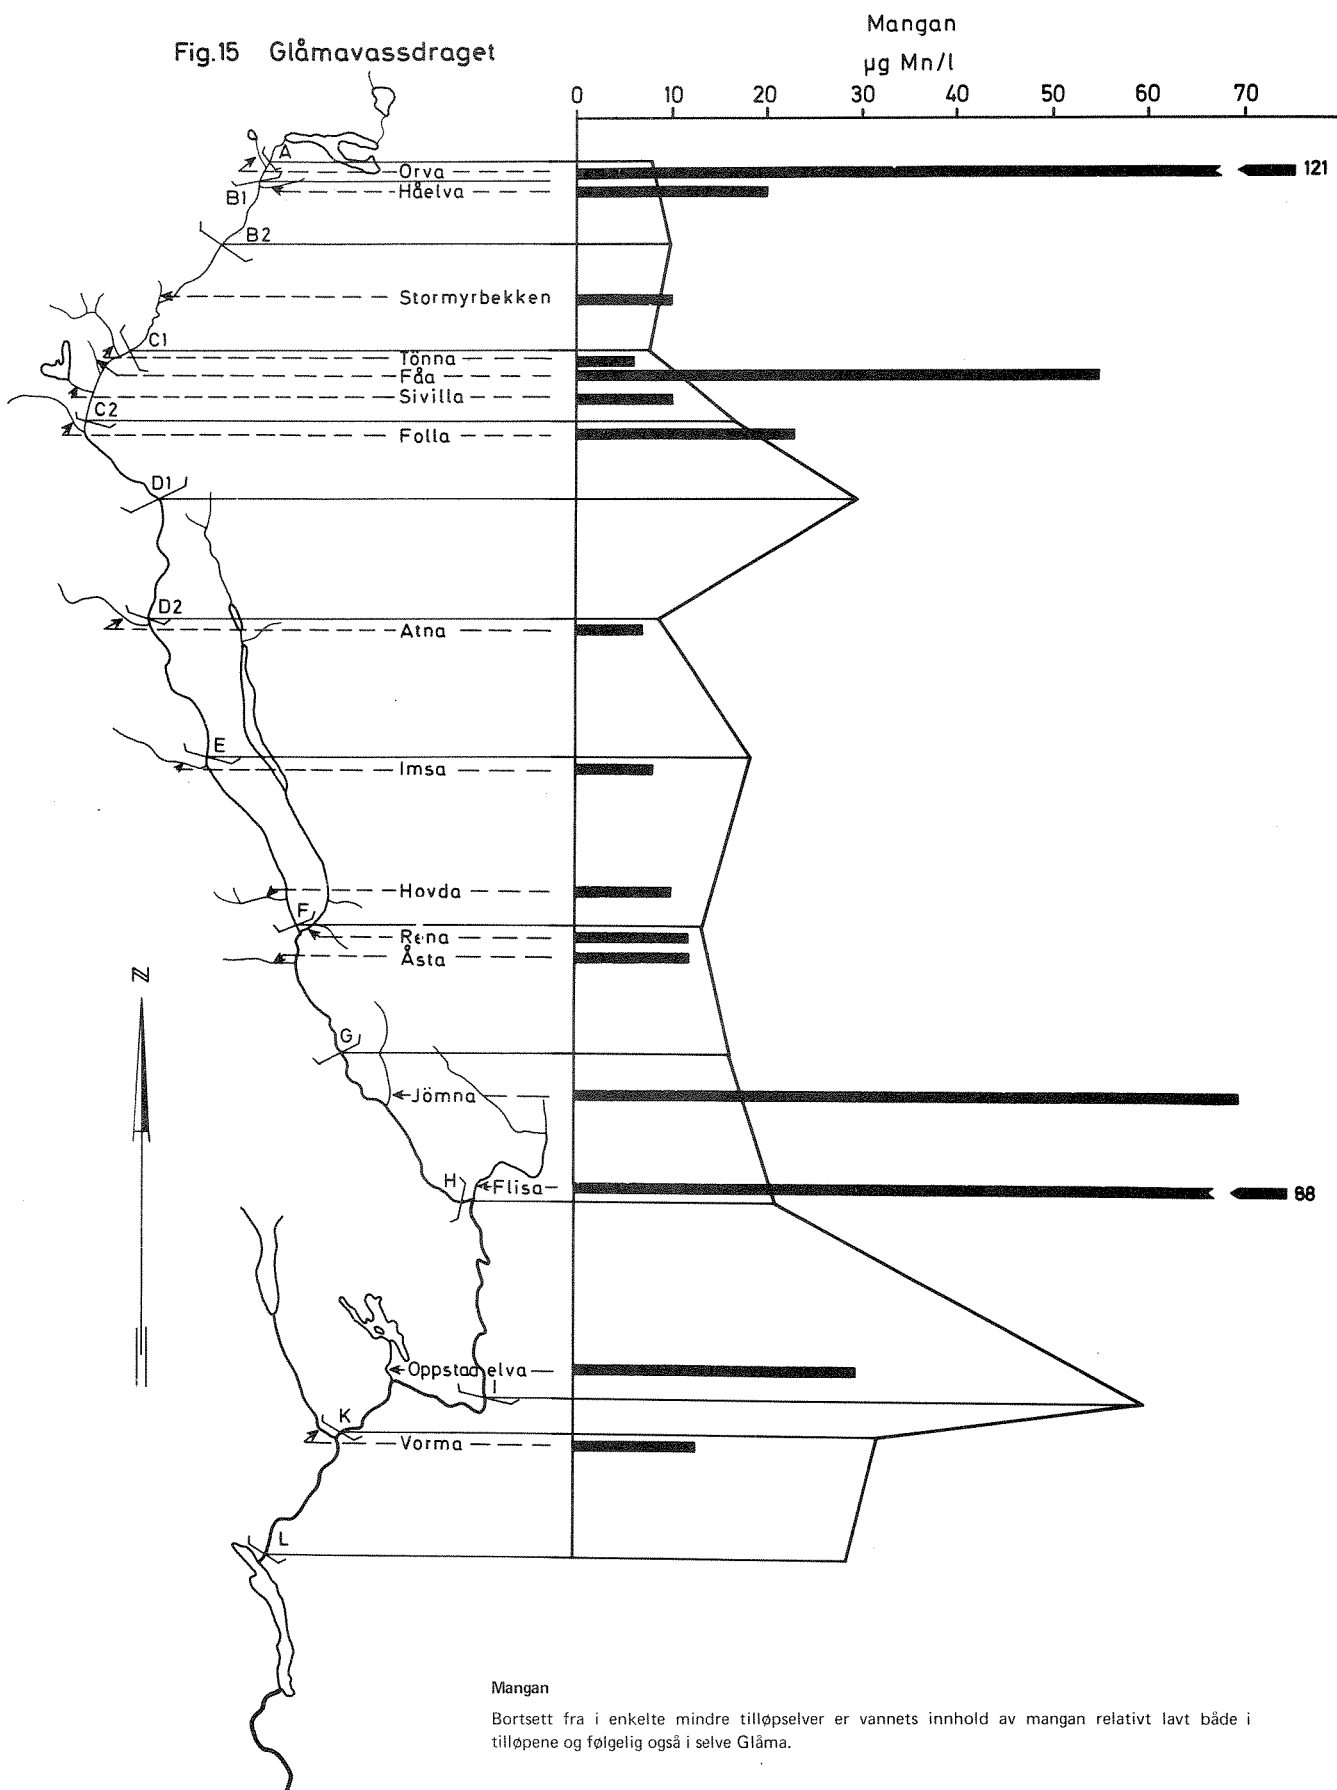 Fig.15 Glåmavassdraget
Mangan
µg Mn/l
0 10 20 30 40 50 60 70
A
Orva
121
B1
Håelva
B2
Stormyrbekken
C1
Tönna
Fåa
Sivilla
C2
Folla
D1
D2
Atna
E
Imsa
Hovda
F
Rena
Åsta
N
G
Jömna
H
Flisa
88
Oppstadelva
I
K
Vorma
L
Mangan
Bortsett fra i enkelte mindre tilløpselver er vannets innhold av mangan relativt lavt både i
tilløpene og følgelig også i selve Glåma.